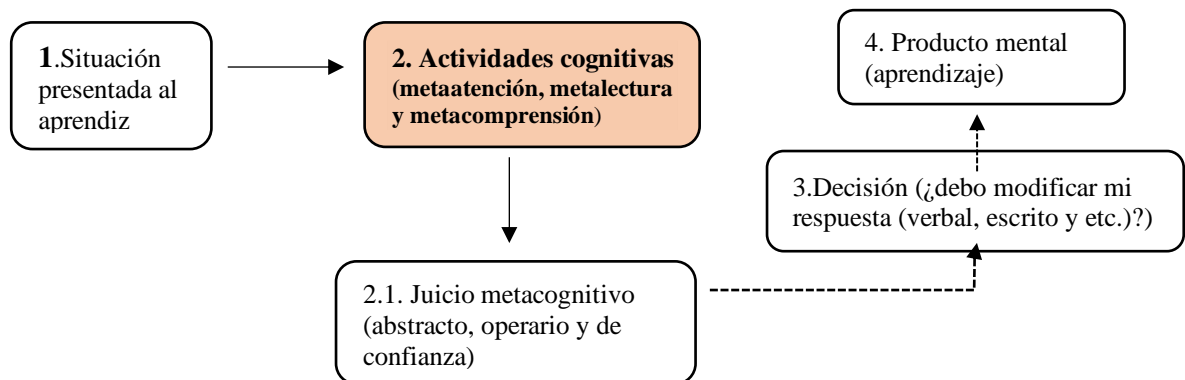 1.Situación
presentada al
aprendiz
2. Actividades cognitivas
(metaatención, metalectura
y metacomprensión)
2.1. Juicio metacognitivo
(abstracto, operario y de
confianza)
3.Decisión (¿debo modificar mi
respuesta (verbal, escrito y etc.)?)
4. Producto mental
(aprendizaje)